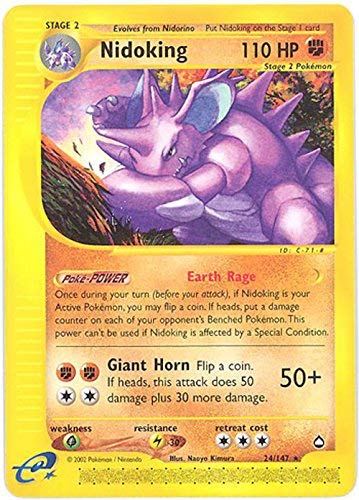 STAGE 2
Evolves from Nidorino
Put Nidoking on the Stage 1 card
Nidoking
110 HP
Stage 2 Pokémon
ID: C-71-#
Poké-POWER
Earth Rage
Once during your turn (before your attack), if Nidoking is your
Active Pokémon, you may flip a coin. If heads, put a damage
counter on each of your opponent's Benched Pokémon. This
power can't be used if Nidoking is affected by a Special Condition.
Giant Horn Flip a coin.
If heads, this attack does 50
damage plus 30 more damage.
50+
weakness
resistance
-30
retreat cost
Illus. Naoyo Kimura
24/147 ★
e
© 2002 Pokémon / Nintendo